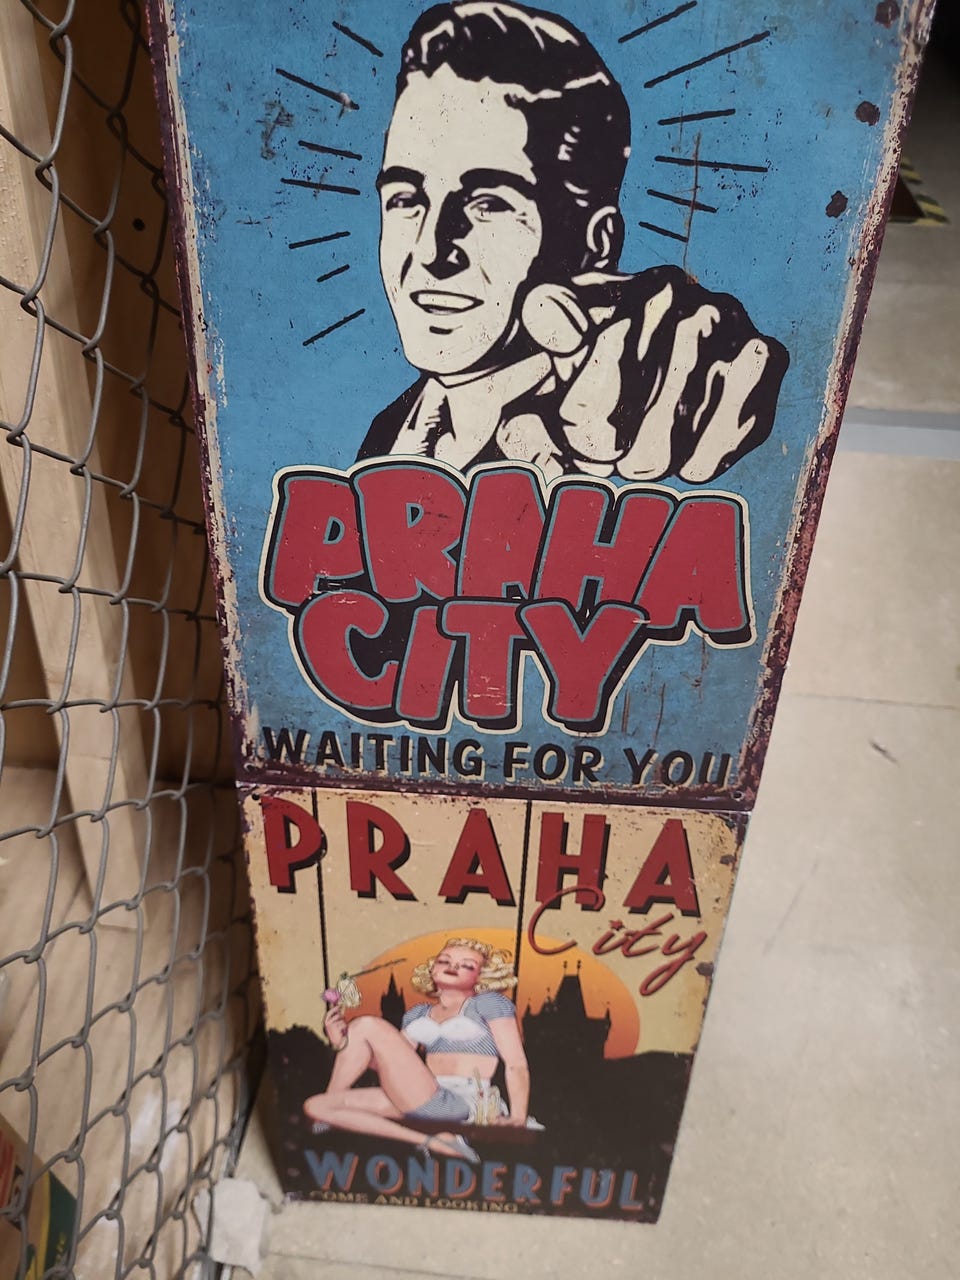 PRAHA
CITY
WAITING FOR YOU
PRAHA
City
WONDERFUL
COME AND LOOKING